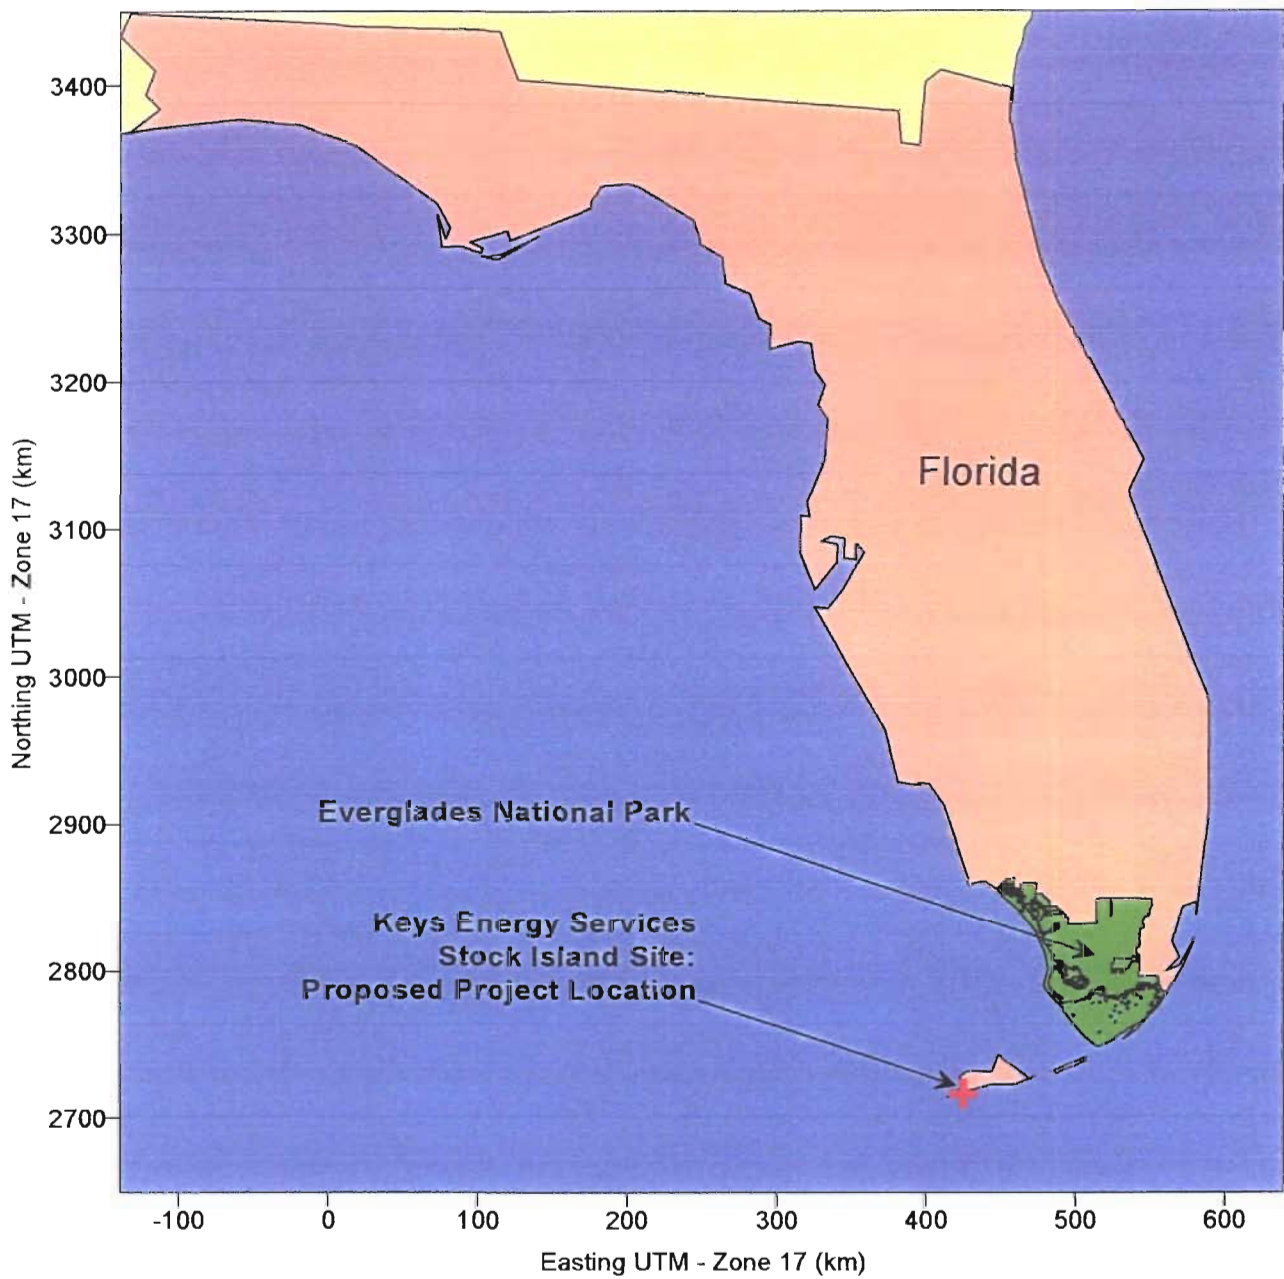 3400
3300
3200
3100
3000
2900
2800
2700
Northing UTM - Zone 17 (km)
Florida
Everglades National Park
Keys Energy Services
Stock Island Site:
Proposed Project Location
-100 0 100 200 300 400 500 600
Easting UTM - Zone 17 (km)